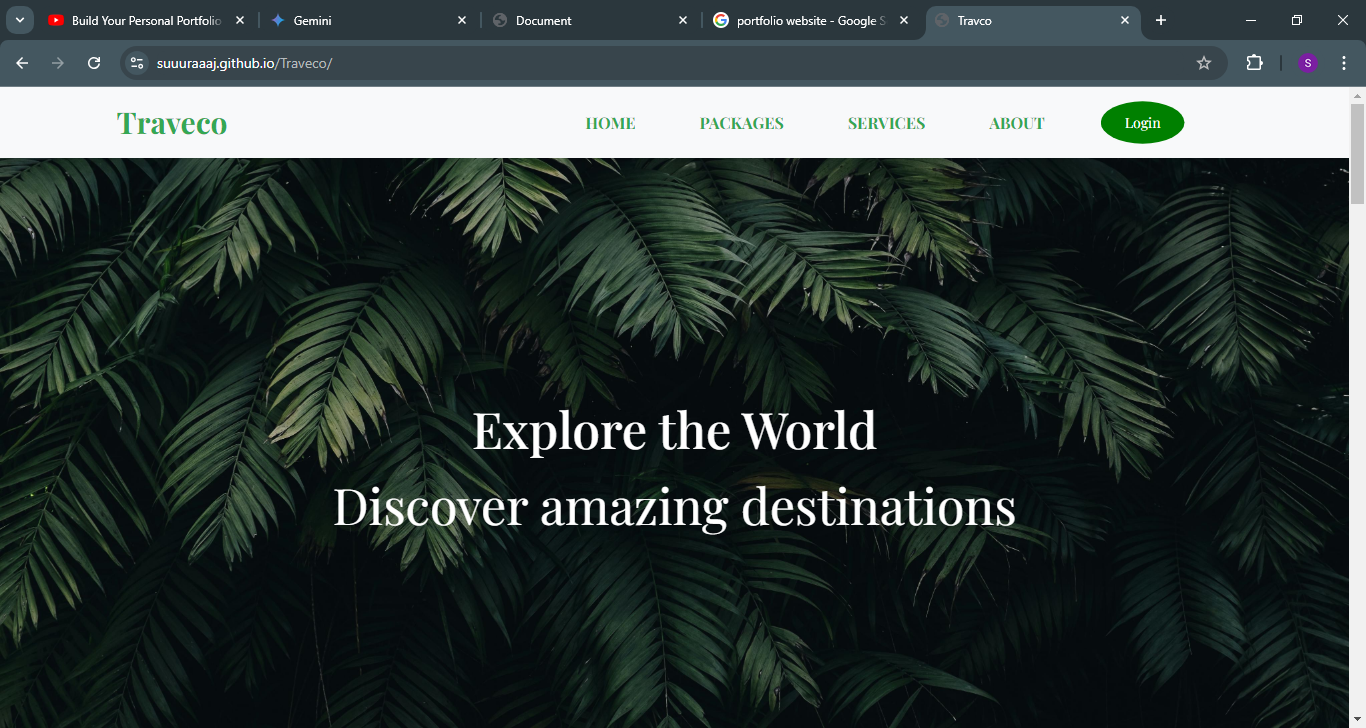 Build Your Personal Portfolio
Gemini
Document
portfolio website - Google S
Travco
suuuraaaj.github.io/Traveco/
S
Traveco
HOME
PACKAGES
SERVICES
ABOUT
Login
Explore the World
Discover amazing destinations